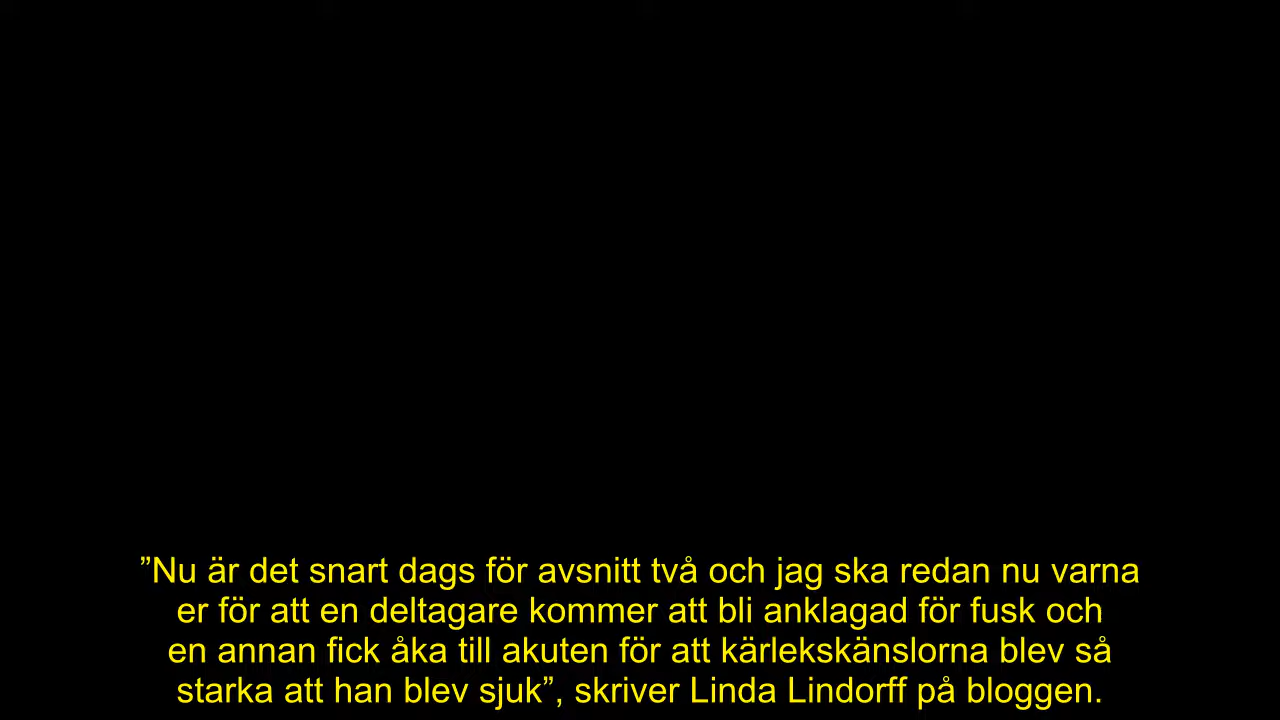 ”Nu är det snart dags för avsnitt två och jag ska redan nu varna
er för att en deltagare kommer att bli anklagad för fusk och
en annan fick åka till akuten för att kärlekskänslorna blev så
starka att han blev sjuk”, skriver Linda Lindorff på bloggen.